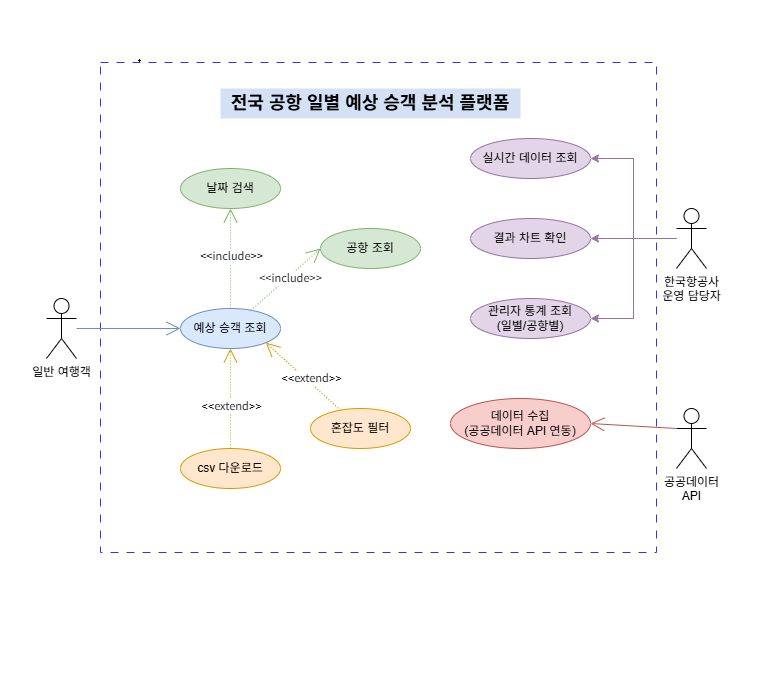 전국 공항 일별 예상 승객 분석 플랫폼
실시간 데이터 조회
날짜 검색
결과 차트 확인
공항 조회
<<include>>
<<include>>
한국항공사
운영 담당자
관리자 통계 조회
(일별/공항별)
예상 승객 조회
일반 여행객
<<extend>>
<<extend>>
데이터 수집
(공공데이터 API 연동)
혼잡도 필터
csv 다운로드
공공데이터
API